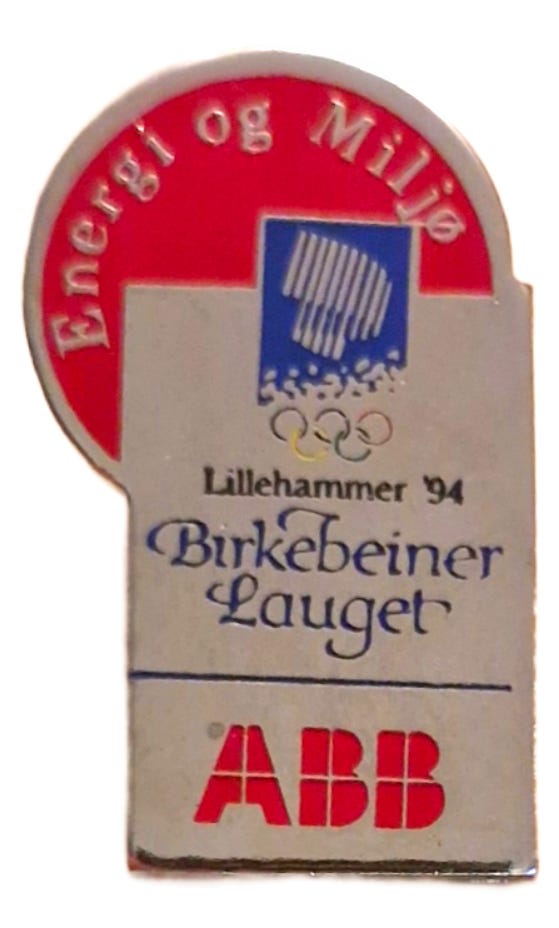 Energi og Miljø
Lillehammer '94
Birkebeiner
Lauget
ABB